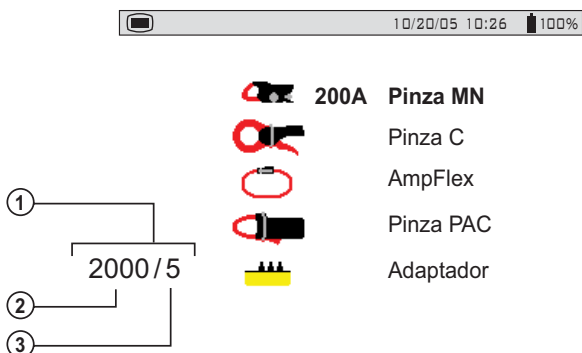 10/20/05 10:26 100%
200A Pinza MN
Pinza C
AmpFlex
Pinza PAC
Adaptador
1
2000/5
2
3